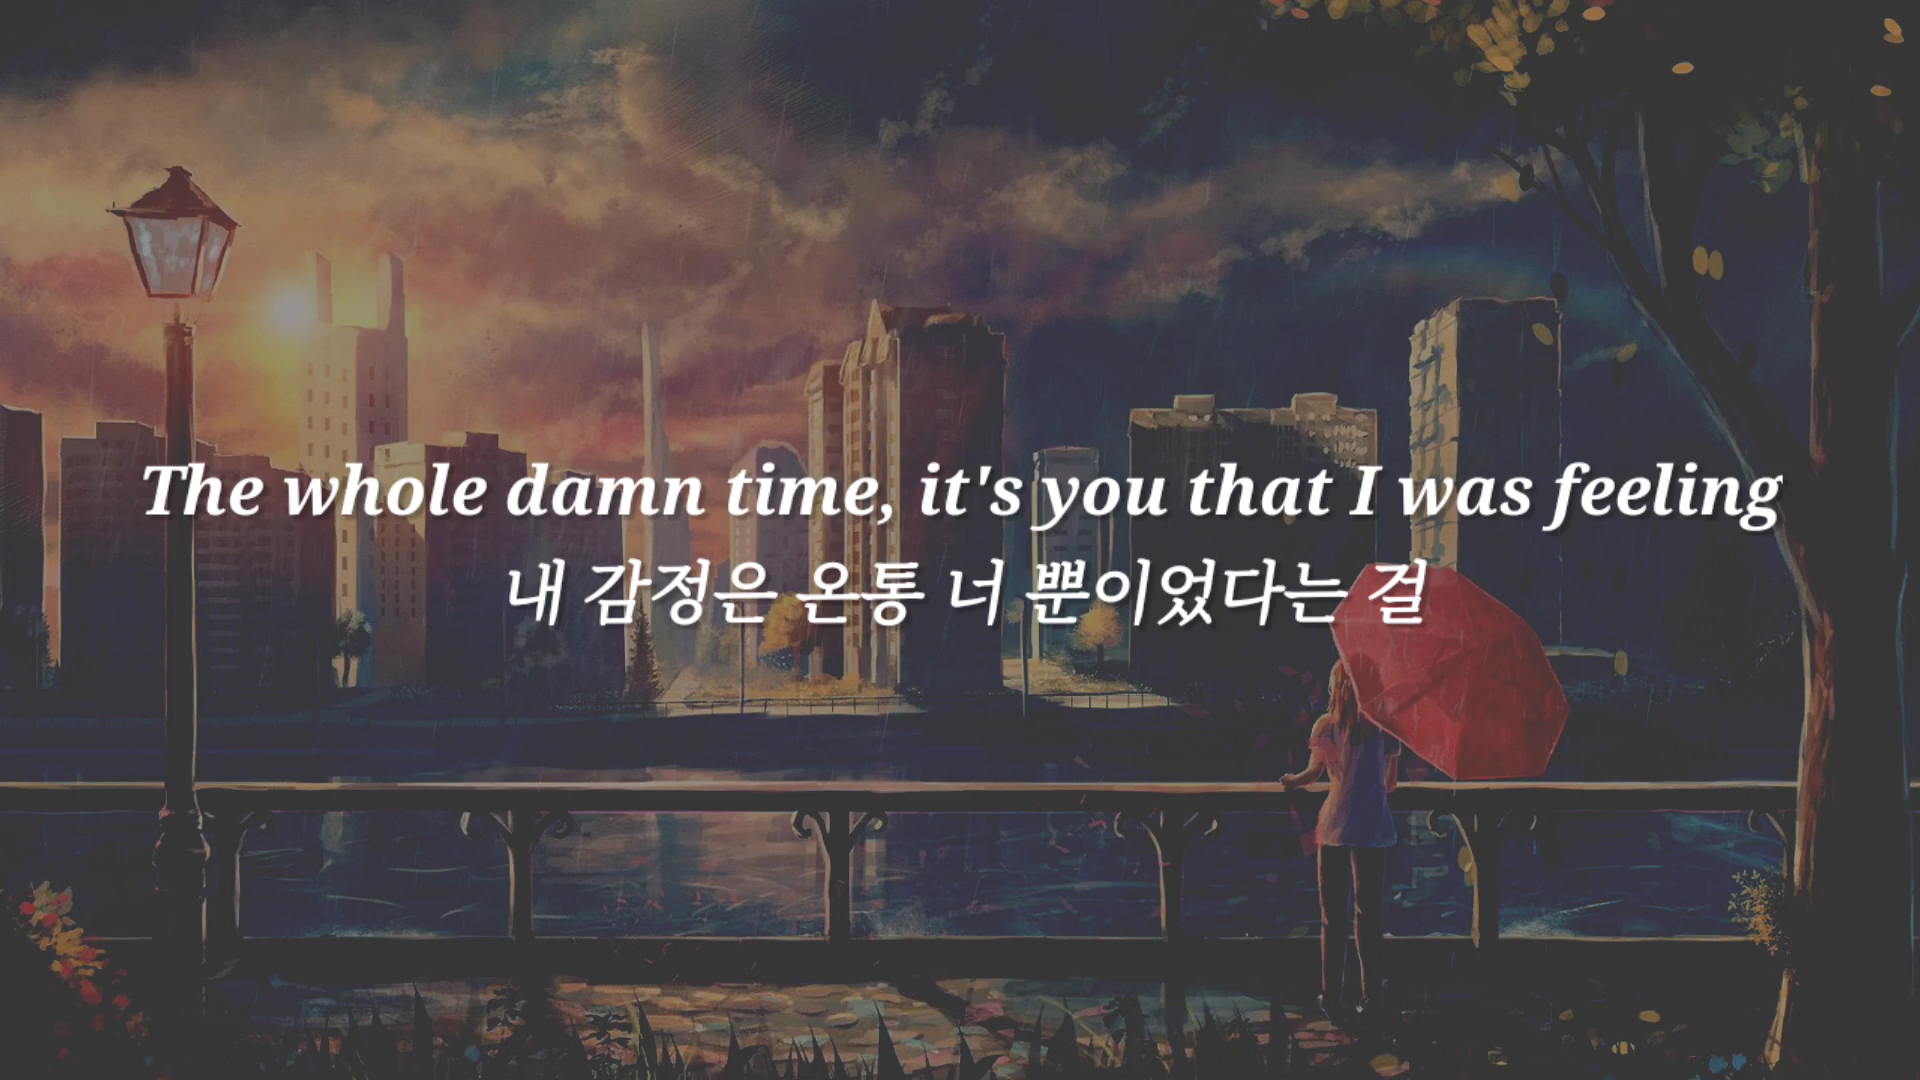 The whole damn time, it's you that I was feeling
내 감정은 온통 너 뿐이었다는 걸